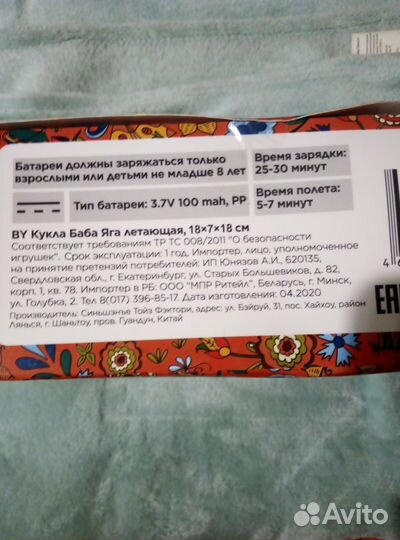 Батареи должны заряжаться только
взрослыми или детьми не младше 8 лет
Время зарядки:
25-30 минут
Тип батареи: 3.7V 100 mah, PP
Время полета:
5-7 минут
BY Кукла Баба Яга летающая, 18×7×18 см
Соответствует требованиям ТР ТС 008/2011 "О безопасности
игрушек". Срок эксплуатации: 1 год. Импортер, лицо, уполномоченное
на принятие претензий потребителей: ИП Юнязов А.И., 620135,
Свердловская обл., г. Екатеринбург, ул. Старых Большевиков, д. 82,
корп. 1, кв. 78. Импортер в РБ: ООО "МПР Ритейл", Беларусь, г. Минск,
ул. Голубка, 2. Тел 8(017) 396-85-17. Дата изготовления: 04.2020
Производитель: Синьшэнъе Тойз Фэктори, адрес: ул. Бэйруй, 31, пос. Хайхоу, район
Лянься, г. Шаньтоу, пров. Гуандун, Китай
4
EAC
Avito